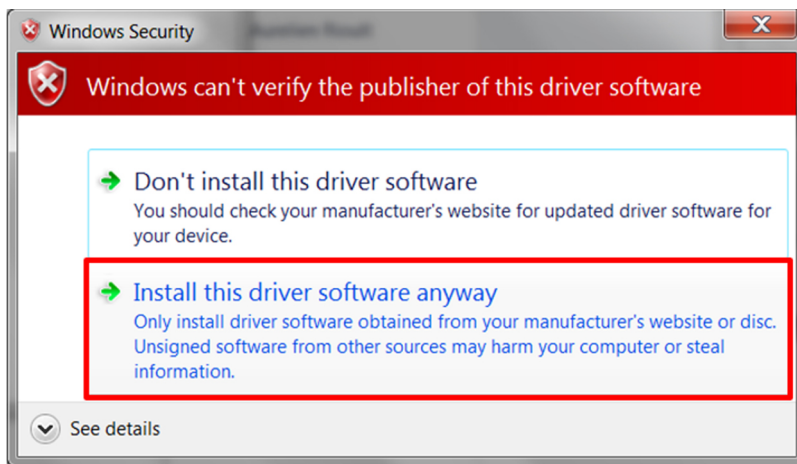 Windows Security
Windows can't verify the publisher of this driver software
Don't install this driver software
You should check your manufacturer's website for updated driver software for
your device.
Install this driver software anyway
Only install driver software obtained from your manufacturer's website or disc.
Unsigned software from other sources may harm your computer or steal
information.
See details